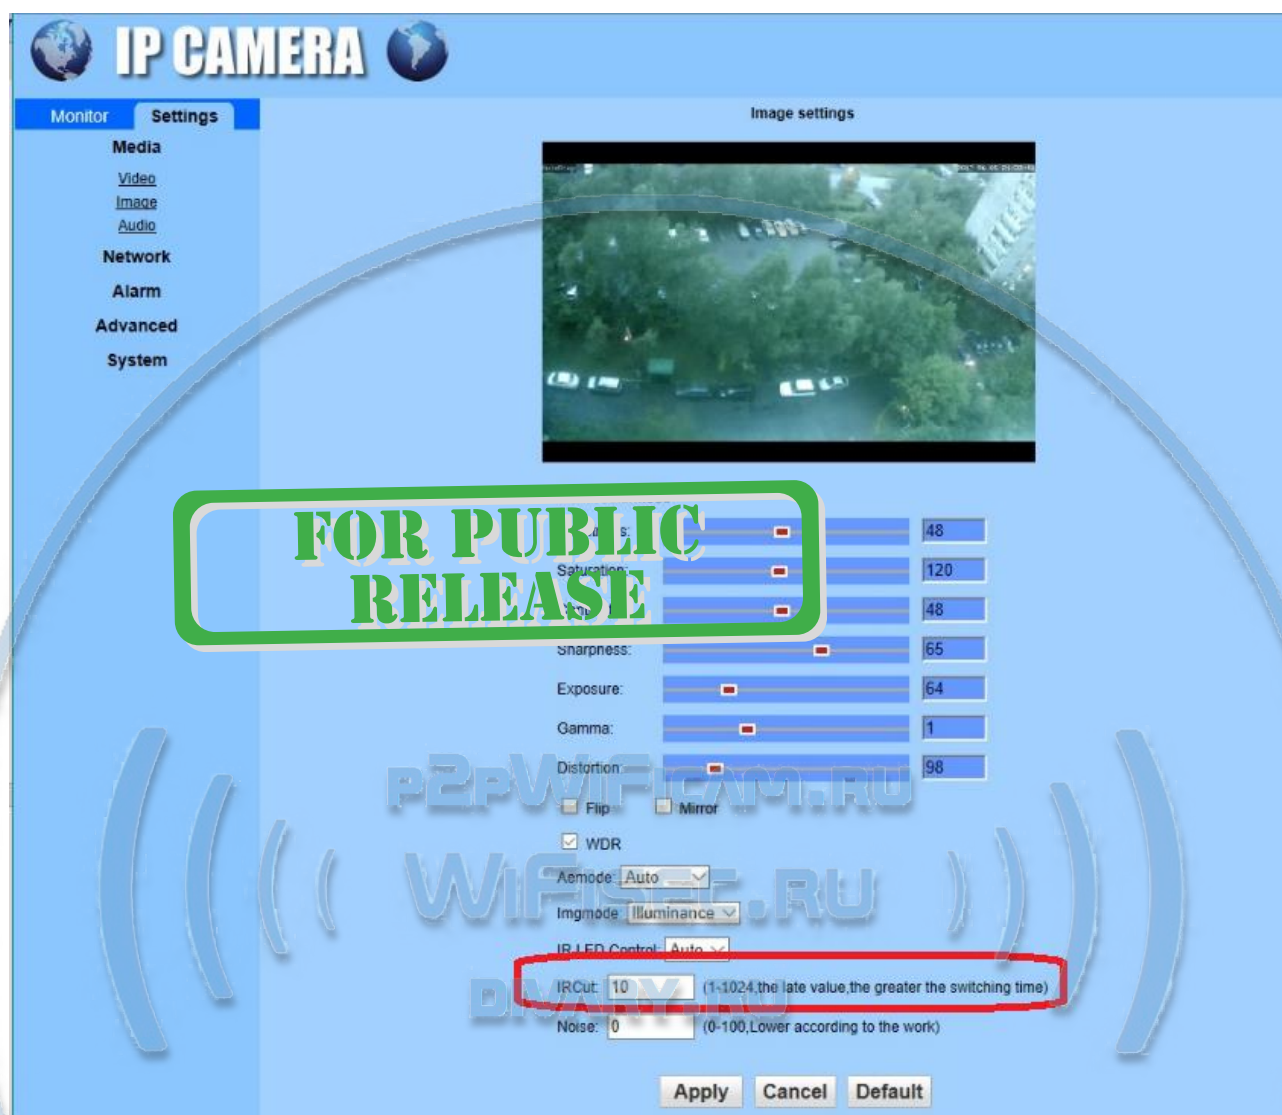 IP CAMERA
Monitor
Settings
Image settings
Media
Video
Image
Audio
Network
Alarm
Advanced
System
FOR PUBLIC
RELEASE
48
Saturation:
120
48
Sharpness:
65
Exposure:
64
Gamma:
1
Distortion:
98
P2PWIFICAM.RU
Flip
Mirror
WDR
WIFISEC.RU
Aemode: Auto
Imgmode: Illuminance
IR LED Control: Auto
IRCut: 10 (1-1024,the late value,the greater the switching time)
Noise: 0 (0-100,Lower according to the work)
Apply
Cancel
Default